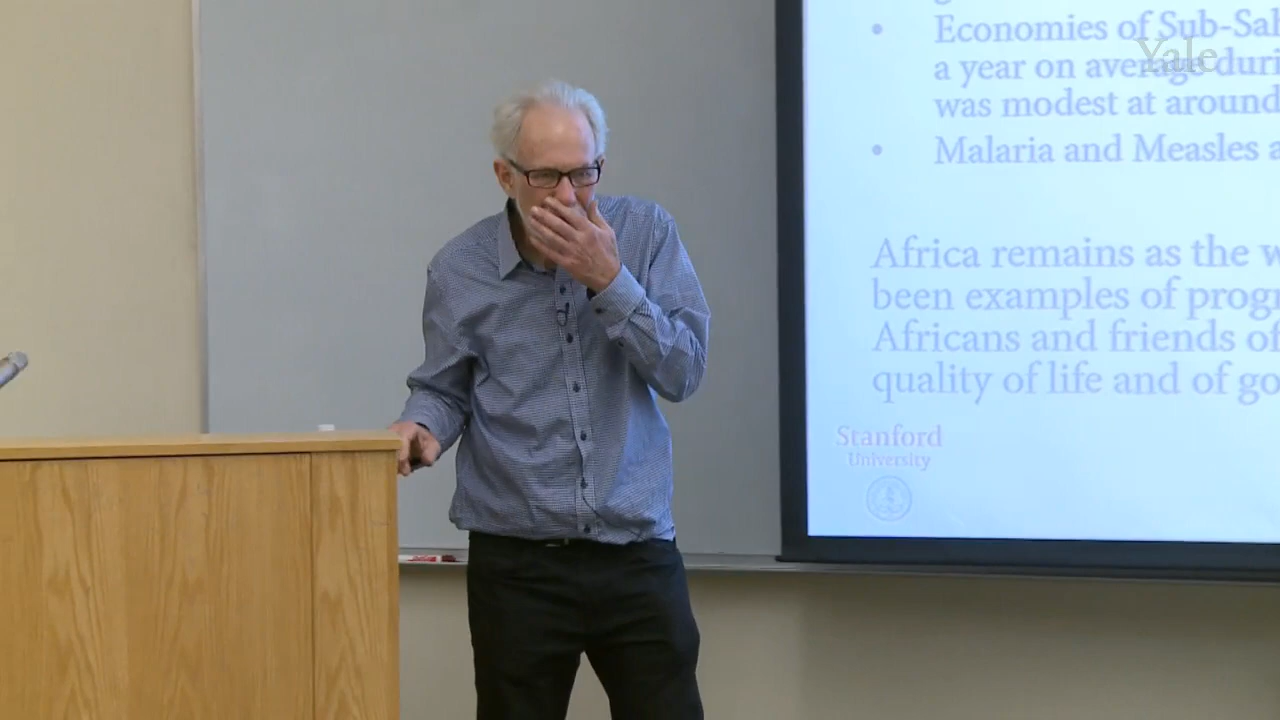 Economies of Sub-Sal
Yale
a year on average duri
was modest at around
Malaria and Measles a
Africa remains as the w
been examples of progr
Africans and friends of
quality of life and of go
Stanford
University